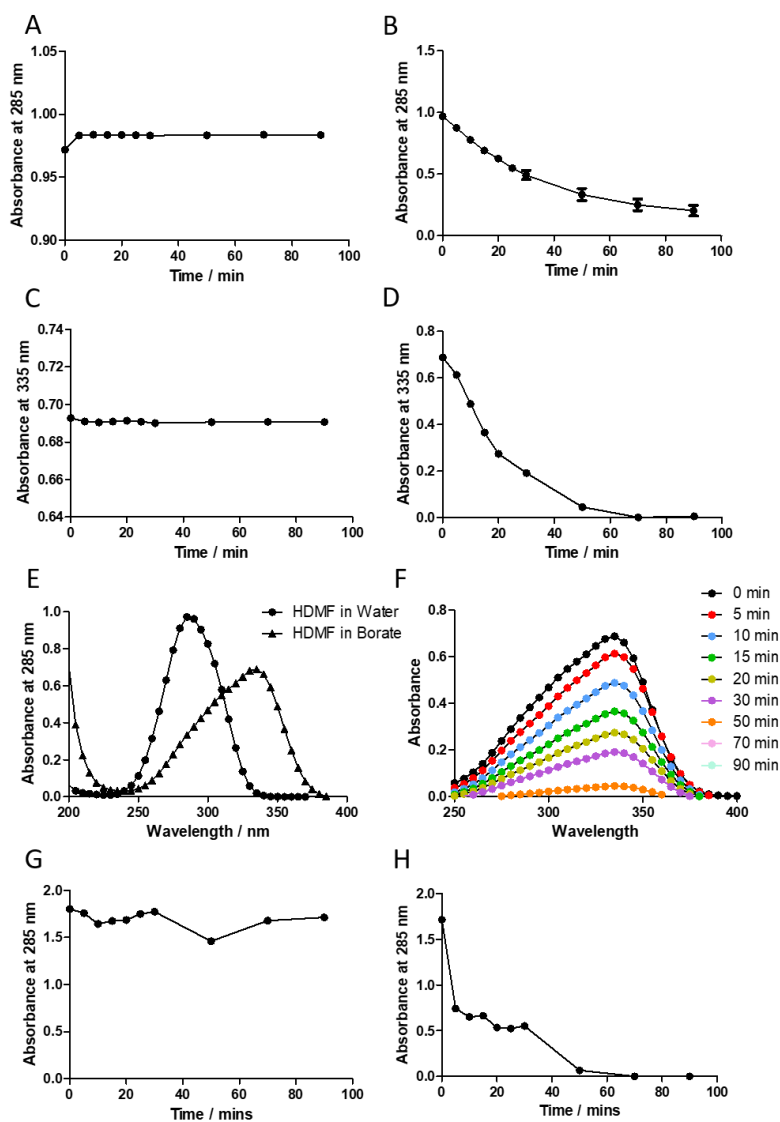 A
Absorbance at 285 nm
1.05
1.00
0.95
0.90
0 20 40 60 80 100
Time / min
B
Absorbance at 285 nm
1.5
1.0
0.5
0.0
0 20 40 60 80 100
Time / min
C
Absorbance at 335 nm
0.74
0.72
0.70
0.68
0.66
0.64
0 20 40 60 80 100
Time / min
D
Absorbance at 335 nm
0.8
0.6
0.4
0.2
0.0
0 20 40 60 80 100
Time / min
E
HDMF in Water
HDMF in Borate
Absorbance at 285 nm
1.0
0.8
0.6
0.4
0.2
0.0
200 250 300 350 400
Wavelength / nm
F
0 min
5 min
10 min
15 min
20 min
30 min
50 min
70 min
90 min
Absorbance
0.8
0.6
0.4
0.2
0.0
250 300 350 400
Wavelength
G
Absorbance at 285 nm
2.0
1.5
1.0
0.5
0.0
0 20 40 60 80 100
Time / mins
H
Absorbance at 285 nm
2.0
1.5
1.0
0.5
0.0
0 20 40 60 80 100
Time / mins